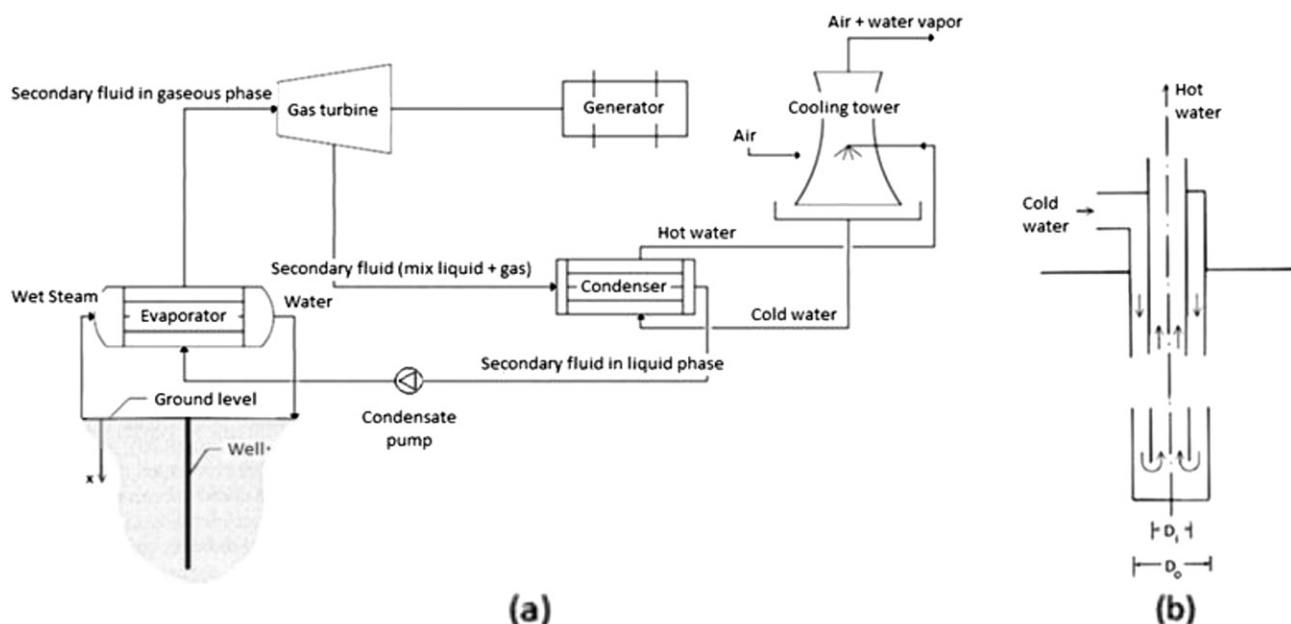 Air + water vapor
Secondary fluid in gaseous phase
Gas turbine
Generator
Cooling tower
Air
Hot water
Secondary fluid (mix liquid + gas)
Condenser
Wet Steam
Water
Evaporator
Cold water
Secondary fluid in liquid phase
Ground level
Condensate
pump
Well
x
(a)
Hot
water
Cold
water
Di
Do
(b)